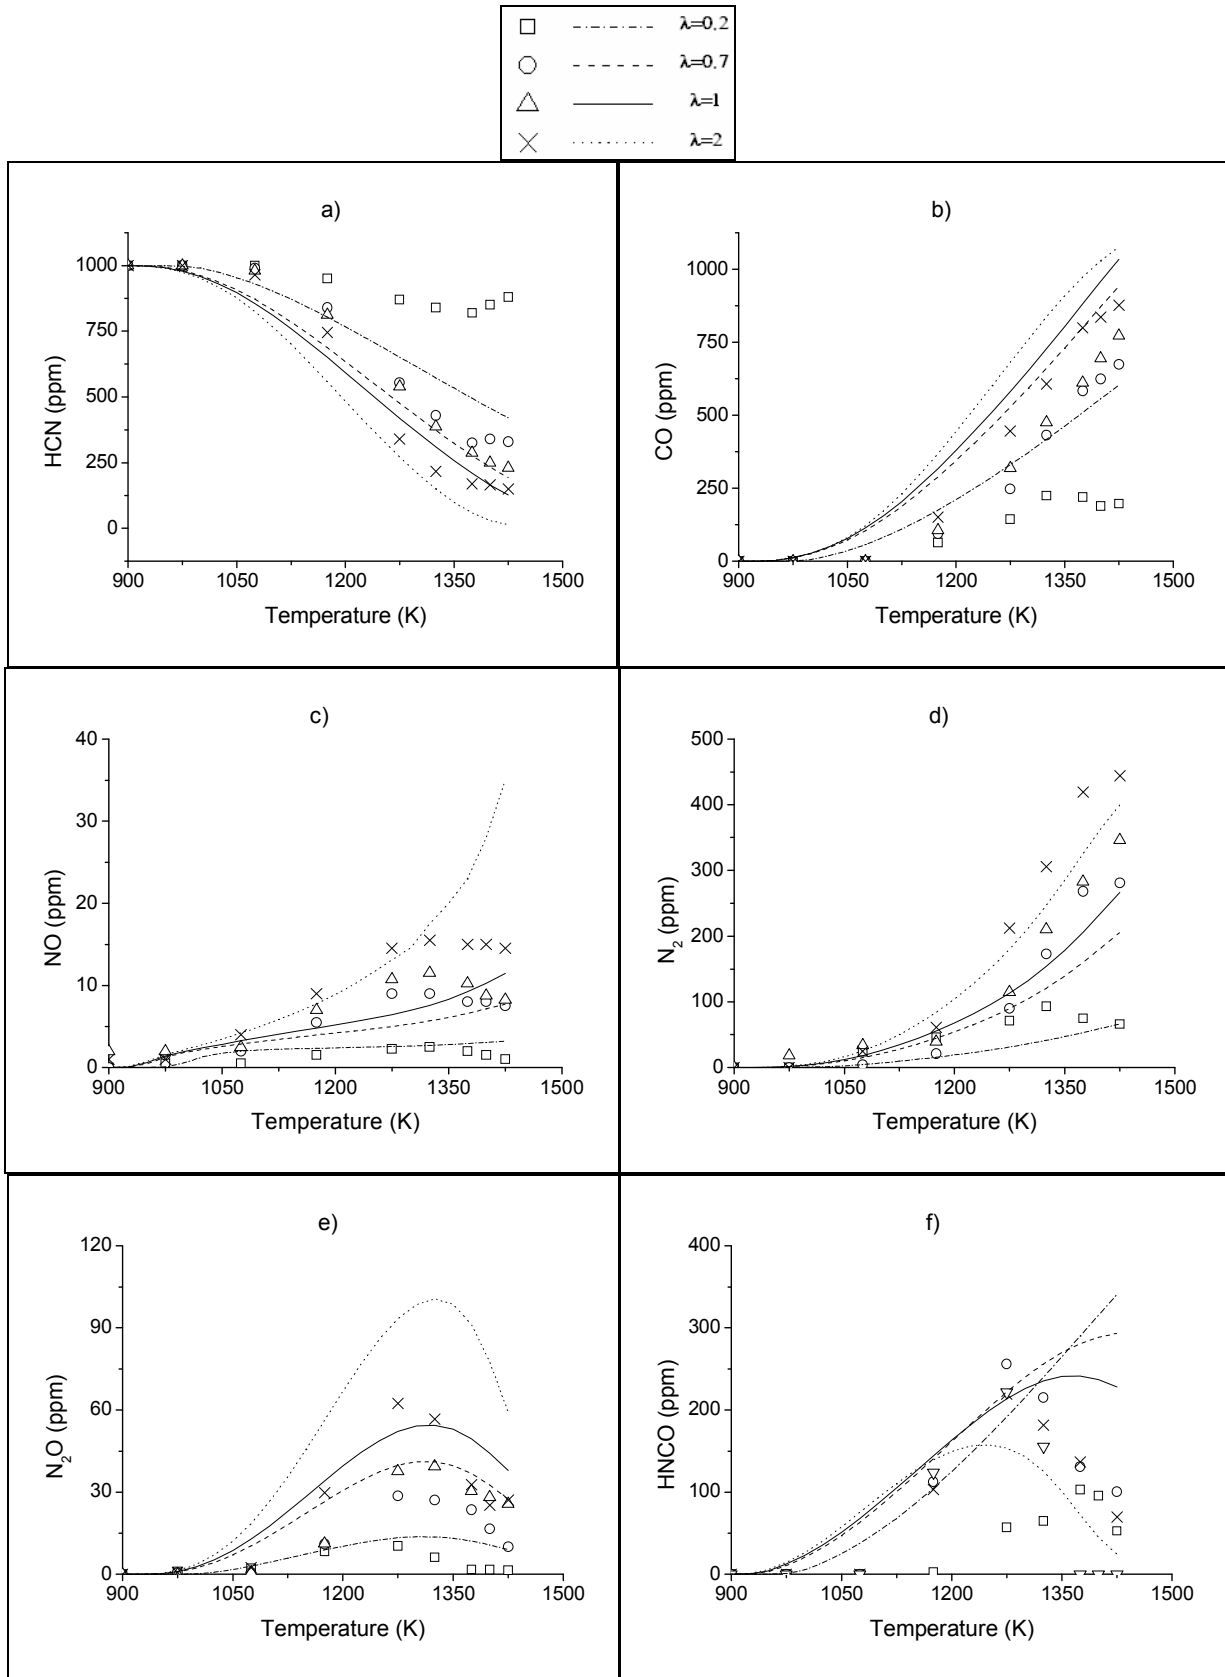 λ=0.2
λ=0.7
λ=1
λ=2
a)
HCN (ppm)
1000
750
500
250
0
900 1050 1200 1350 1500
Temperature (K)
b)
CO (ppm)
1000
750
500
250
0
900 1050 1200 1350 1500
Temperature (K)
c)
NO (ppm)
40
30
20
10
0
900 1050 1200 1350 1500
Temperature (K)
d)
N₂ (ppm)
500
400
300
200
100
0
900 1050 1200 1350 1500
Temperature (K)
e)
N₂O (ppm)
120
90
60
30
0
900 1050 1200 1350 1500
Temperature (K)
f)
HNCO (ppm)
400
300
200
100
0
900 1050 1200 1350 1500
Temperature (K)